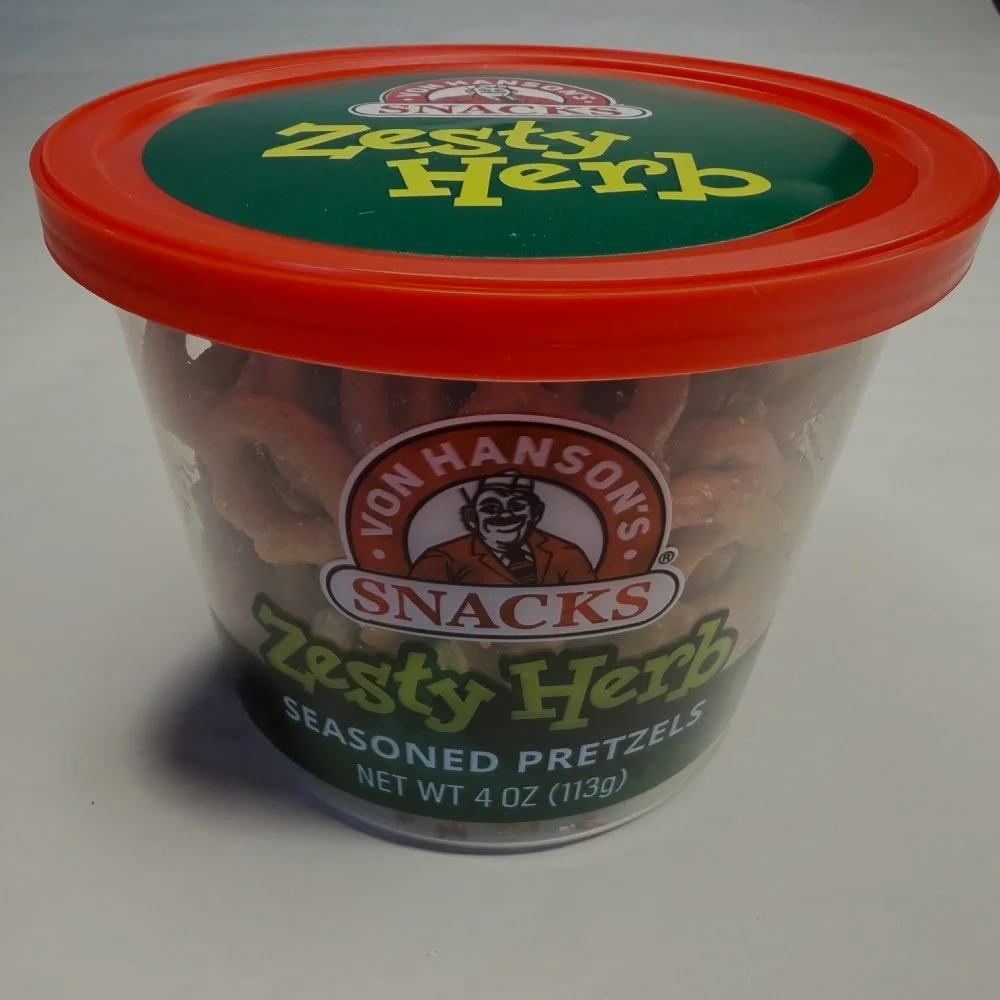 VON HANSON'S
SNACKS
Zesty
Herb
· VON HANSON'S ·
SNACKS®
Zesty Herb
SEASONED PRETZELS
NET WT 4 OZ (113g)